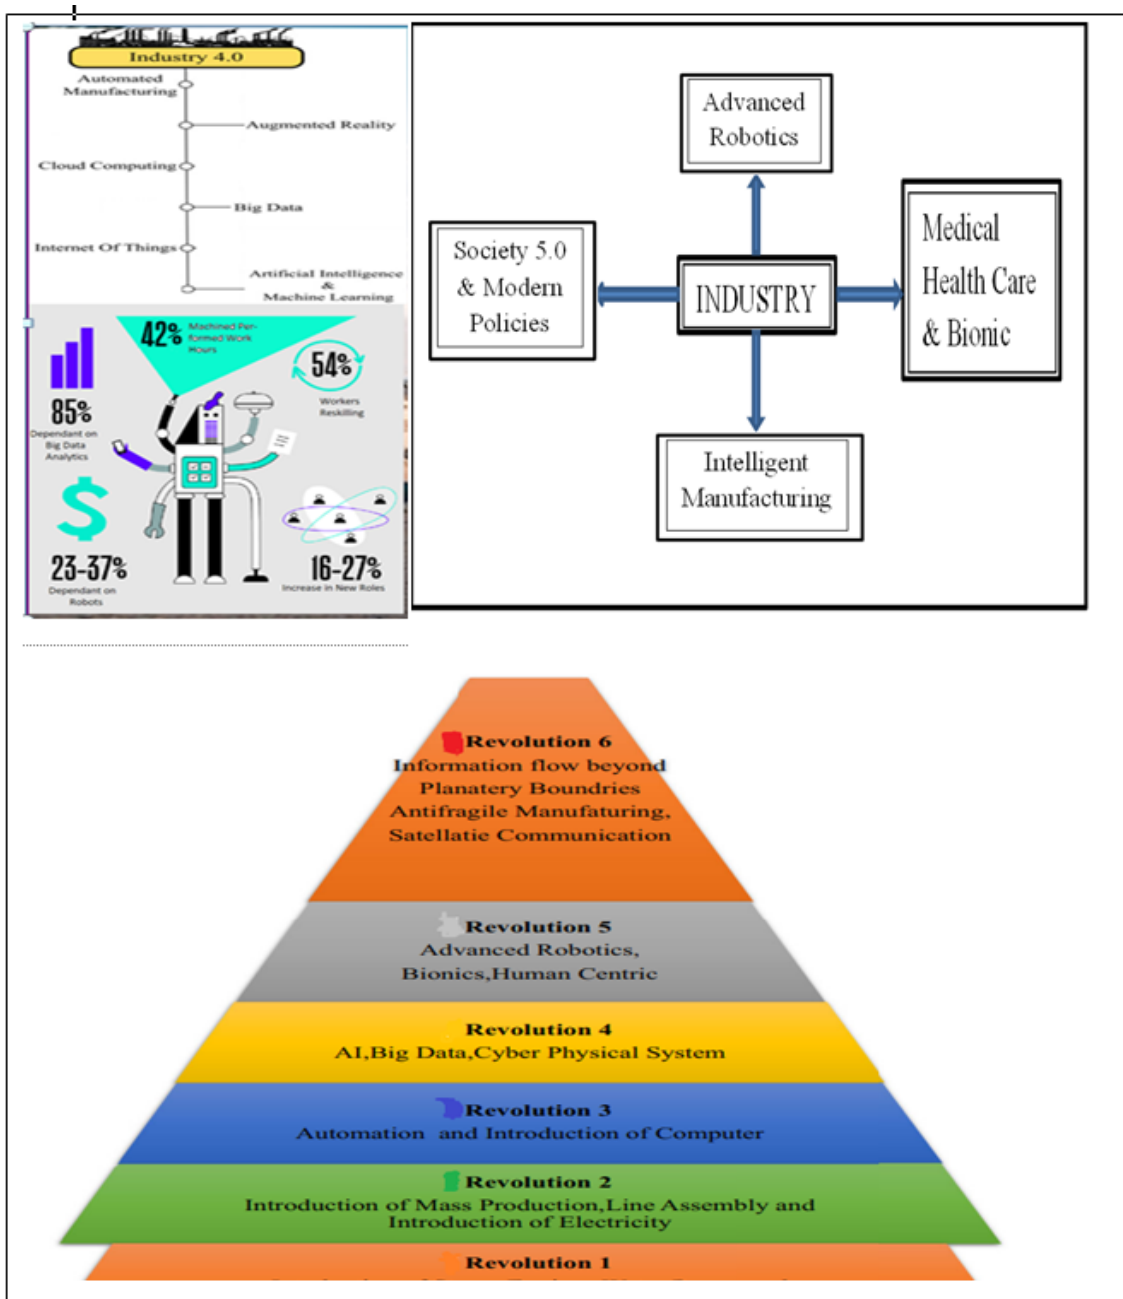 Industry 4.0
Automated
Manufacturing
Augmented Reality
Cloud Computing
Big Data
Internet Of Things
Artificial Intelligence
&
Machine Learning
42%
Machined Per-
formed Work
Hours
54%
Workers
Reskilling
85%
Dependant on
Big Data
Analytics
23-37%
Dependant on
Robots
16-27%
Increase in New Roles
Advanced
Robotics
Society 5.0
& Modern
Policies
INDUSTRY
Medical
Health Care
& Bionic
Intelligent
Manufacturing
Revolution 6
Information flow beyond
Planatery Boundries
Antifragile Manufaturing,
Satellatie Communication
Revolution 5
Advanced Robotics,
Bionics,Human Centric
Revolution 4
AI,Big Data,Cyber Physical System
Revolution 3
Automation and Introduction of Computer
Revolution 2
Introduction of Mass Production,Line Assembly and
Introduction of Electricity
Revolution 1